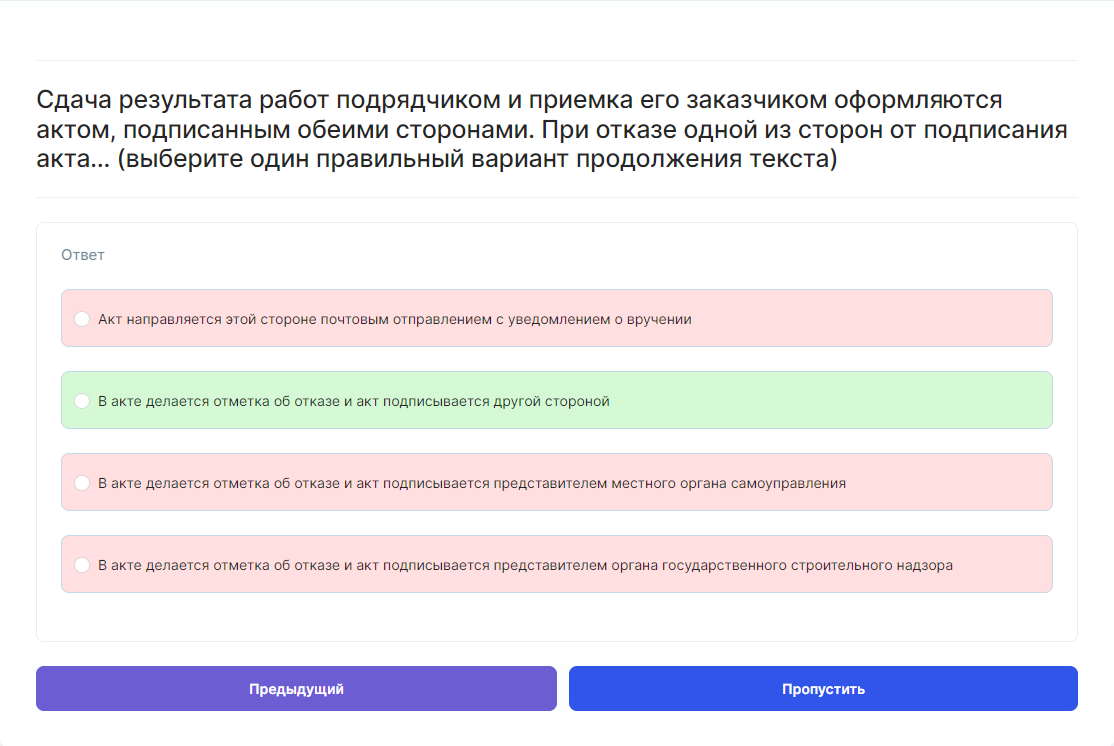 Сдача результата работ подрядчиком и приемка его заказчиком оформляются
актом, подписанным обеими сторонами. При отказе одной из сторон от подписания
акта... (выберите один правильный вариант продолжения текста)
Ответ
Акт направляется этой стороне почтовым отправлением с уведомлением о вручении
В акте делается отметка об отказе и акт подписывается другой стороной
В акте делается отметка об отказе и акт подписывается представителем местного органа самоуправления
В акте делается отметка об отказе и акт подписывается представителем органа государственного строительного надзора
Предыдущий
Пропустить